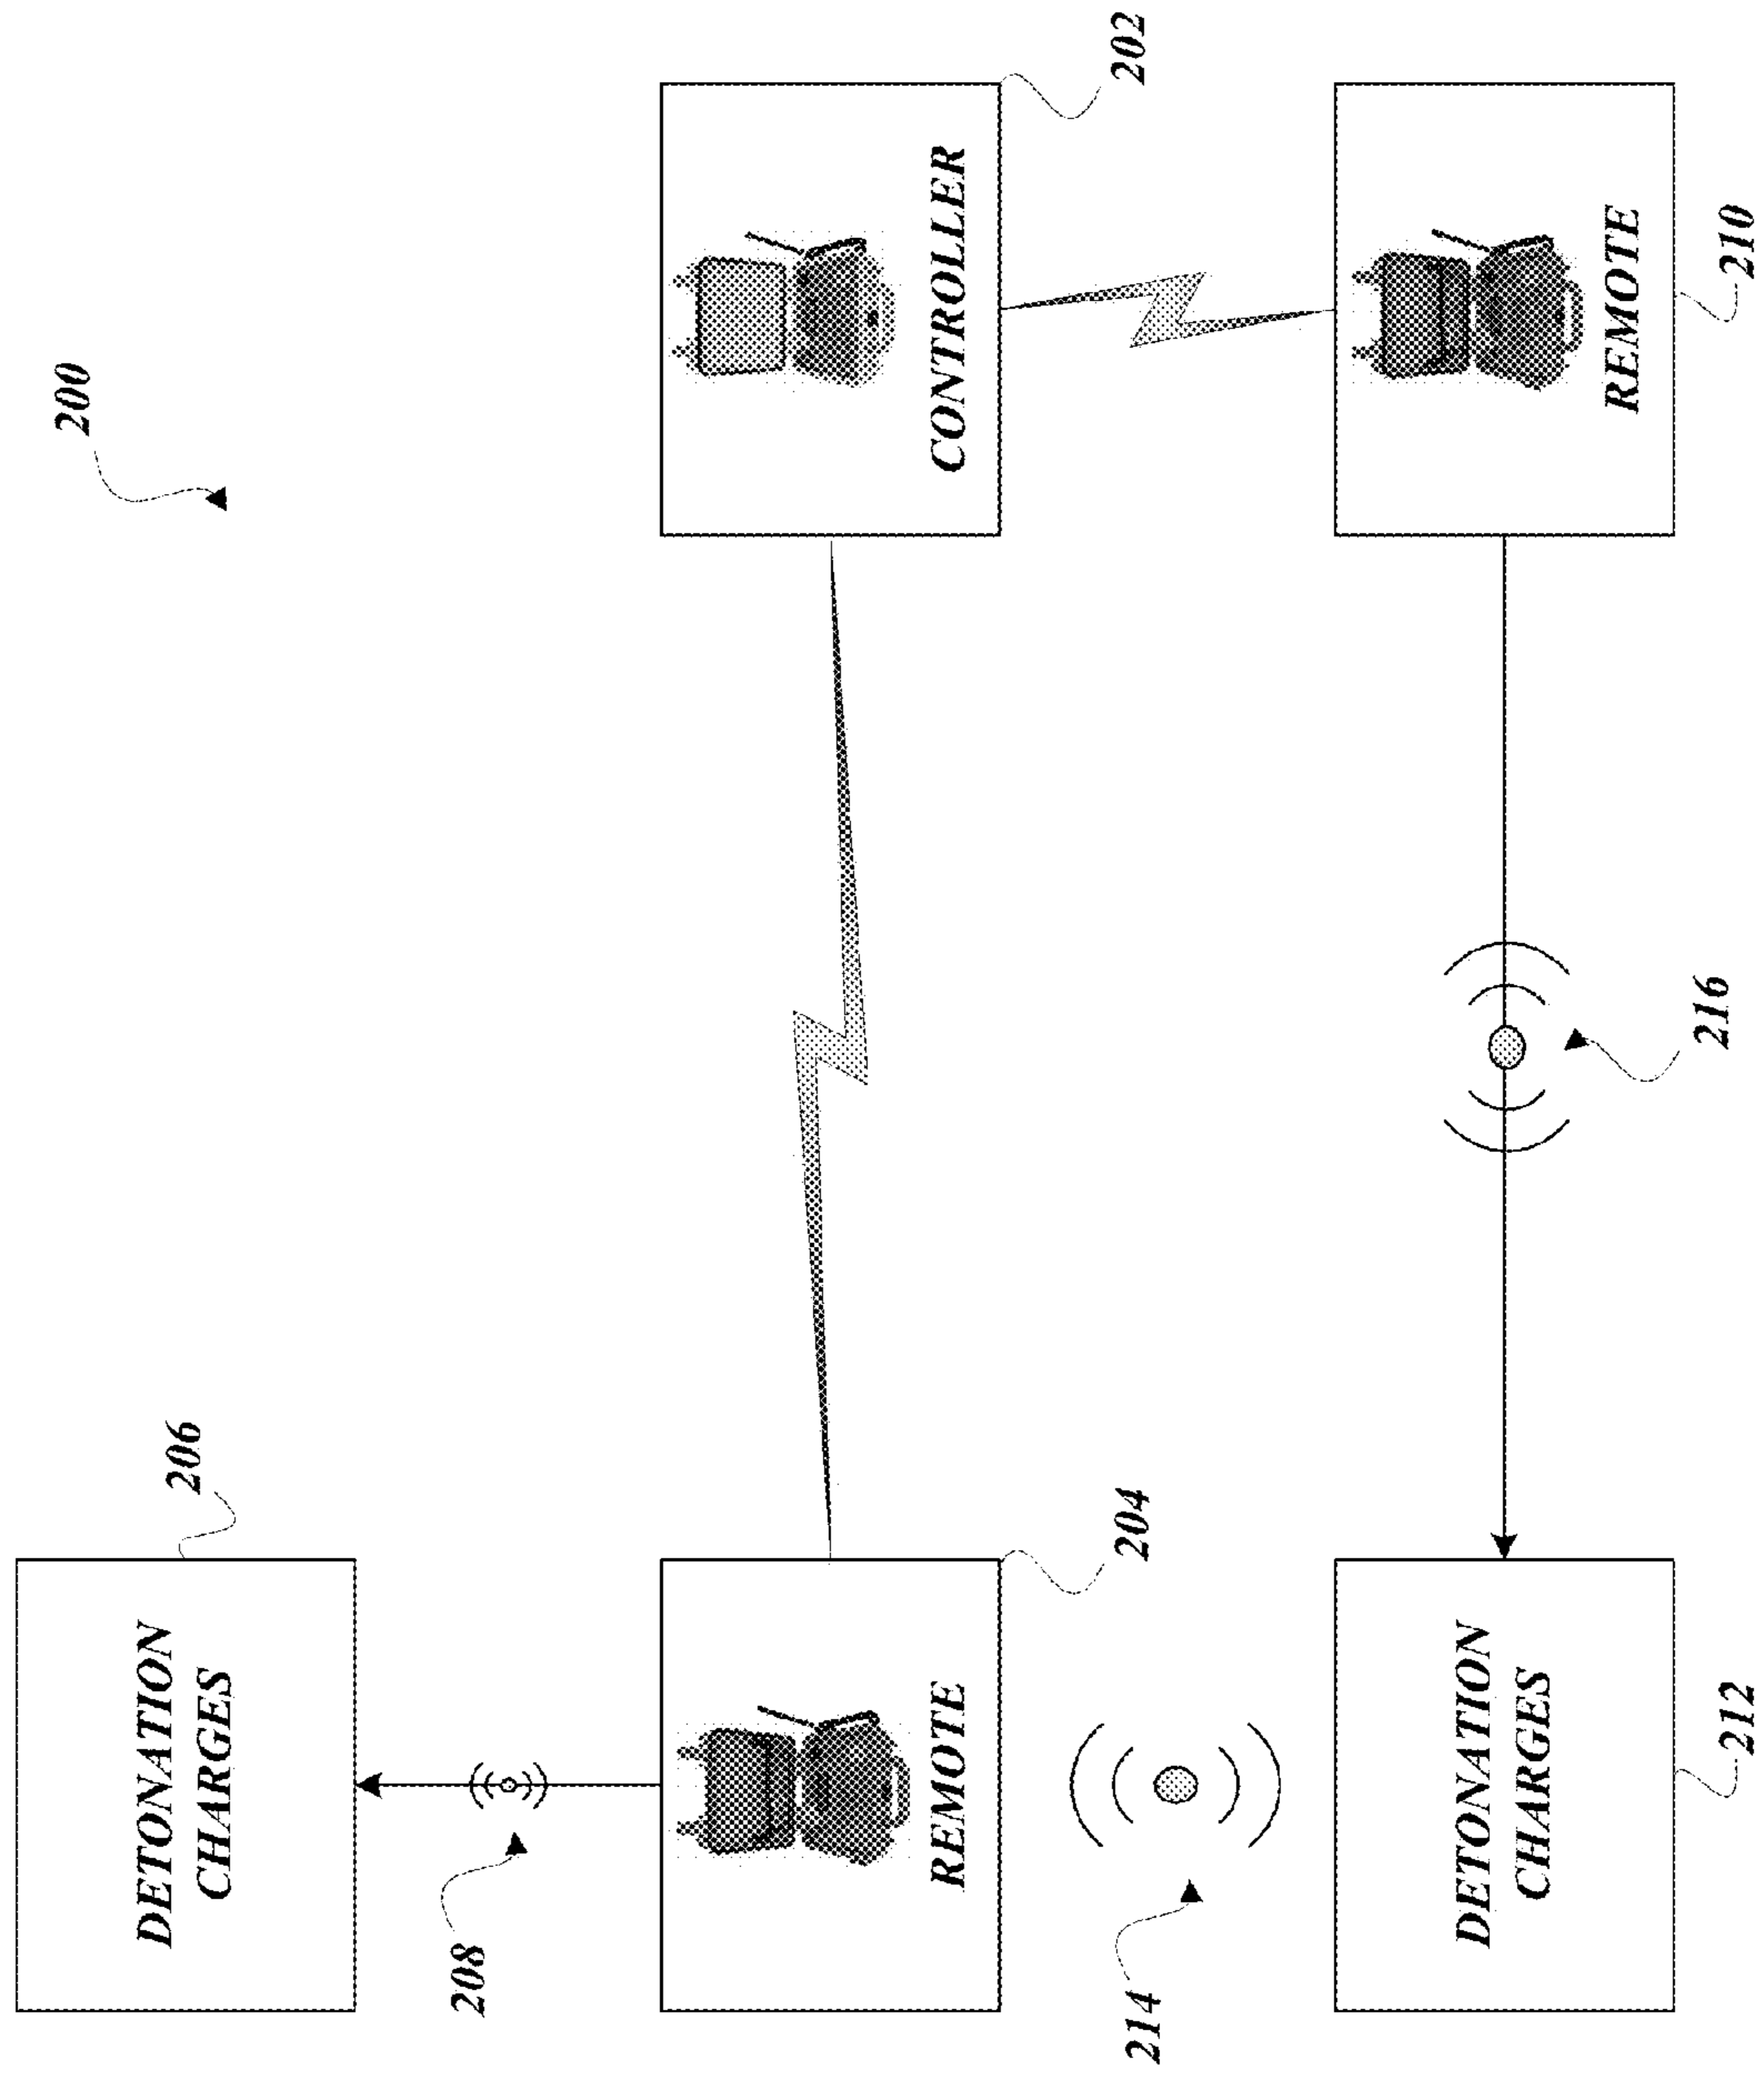 200
DETONATION
CHARGES
206
208
REMOTE
CONTROLLER
204
202
214
DETONATION
CHARGES
REMOTE
216
212
210